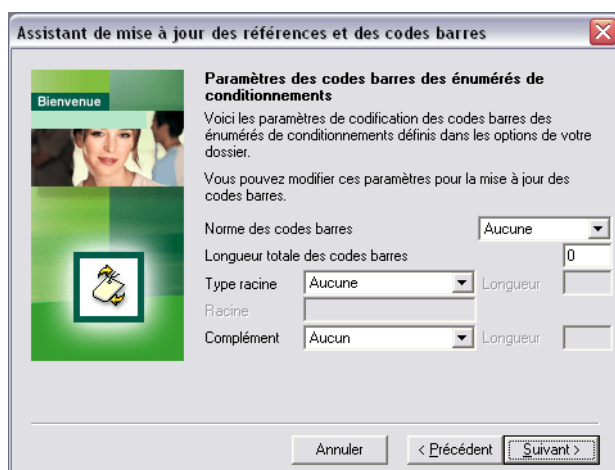 Assistant de mise à jour des références et des codes barres
Bienvenue
Paramètres des codes barres des énumérés de
conditionnements
Voici les paramètres de codification des codes barres des
énumérés de conditionnements définis dans les options de votre
dossier.
Vous pouvez modifier ces paramètres pour la mise à jour des
codes barres.
Norme des codes barres Aucune
Longueur totale des codes barres 0
Type racine Aucune Longueur
Racine
Complément Aucun Longueur
Annuler < Précédent Suivant >